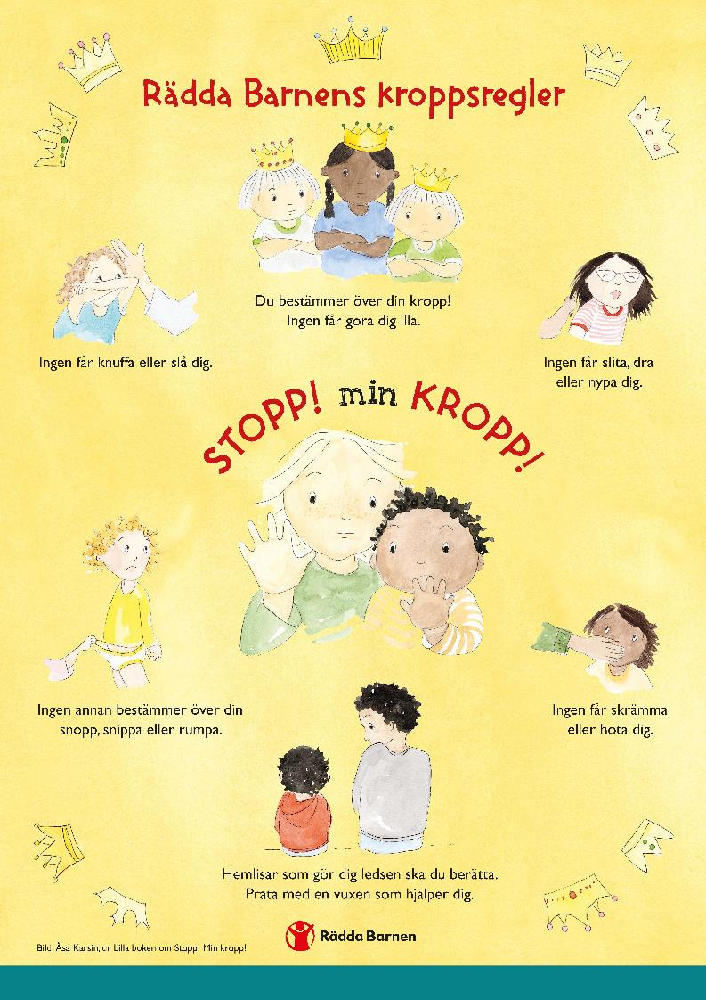 Rädda Barnens kroppsregler
Du bestämmer över din kropp!
Ingen får göra dig illa.
Ingen får knuffa eller slå dig.
Ingen får slita, dra
eller nypa dig.
STOPP! min KROPP!
Ingen annan bestämmer över din
snopp, snippa eller rumpa.
Ingen får skrämma
eller hota dig.
Hemlisar som gör dig ledsen ska du berätta.
Prata med en vuxen som hjälper dig.
Rädda Barnen
Bild: Åsa Karsin, ur Lilla boken om Stopp! Min kropp!